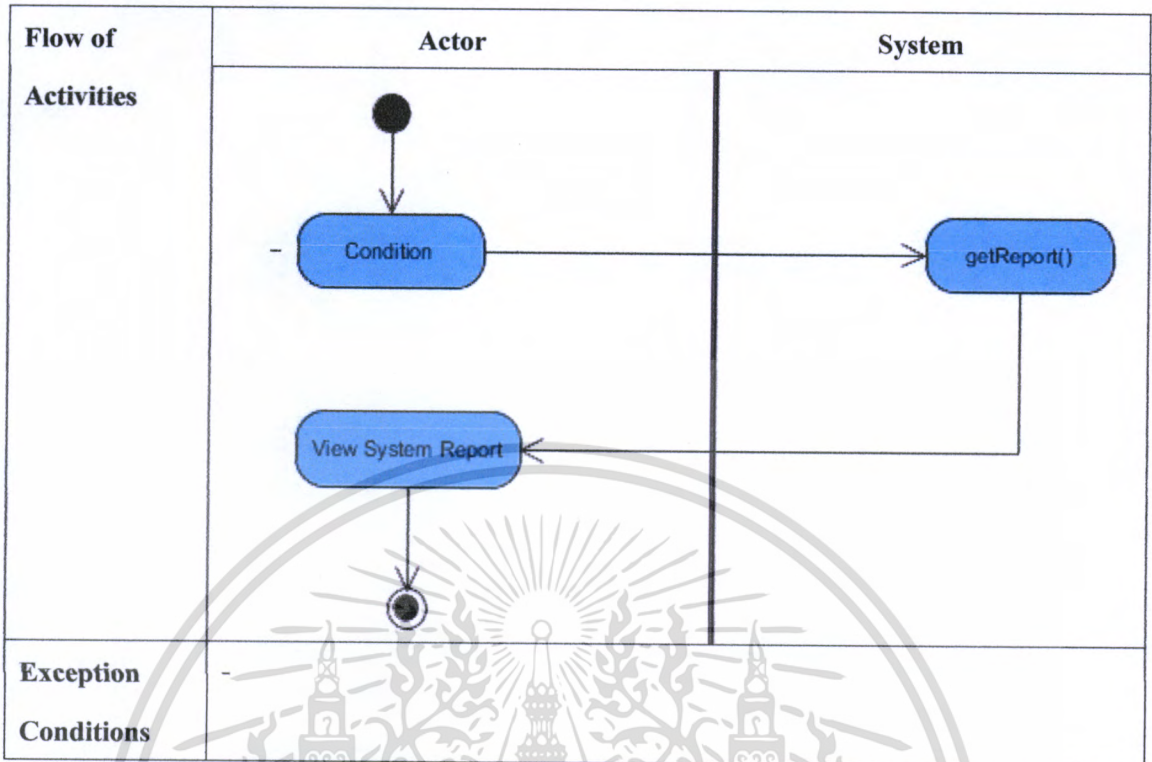 Flow of
Activities
Actor
System
Condition
-
getReport()
View System Report
Exception
Conditions
-